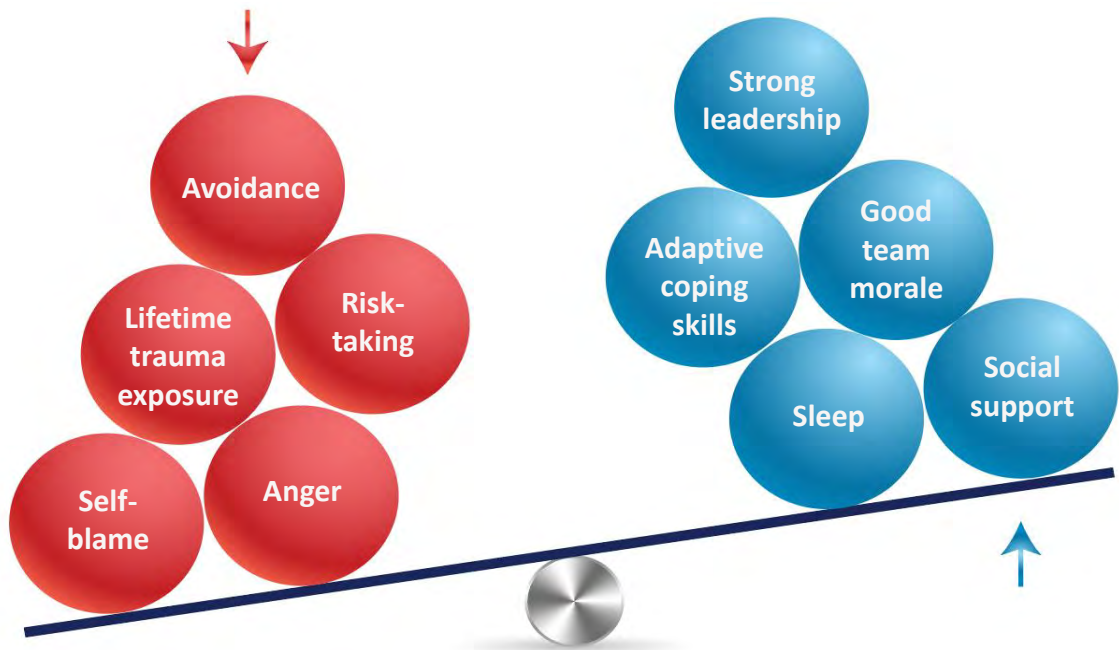 Avoidance
Lifetime
trauma
exposure
Risk-
taking
Self-
blame
Anger
Strong
leadership
Adaptive
coping
skills
Good
team
morale
Sleep
Social
support